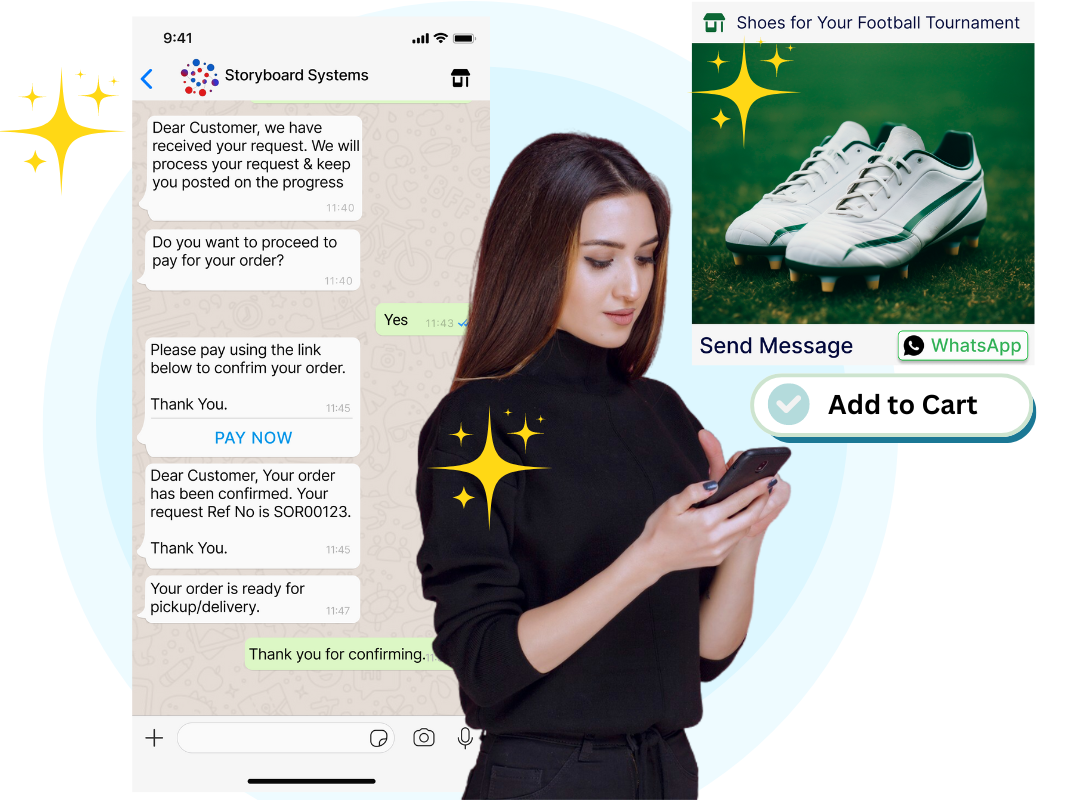 9:41
Storyboard Systems
Dear Customer, we have
received your request. We will
process your request & keep
you posted on the progress
11:40
Do you want to proceed to
pay for your order?
11:40
Yes 11:43
Please pay using the link
below to confrim your order.
Thank You. 11:45
PAY NOW
Dear Customer, Your order
has been confirmed. Your
request Ref No is SOR00123.
Thank You. 11:45
Your order is ready for
pickup/delivery. 11:47
Thank you for confirming.
Shoes for Your Football Tournament
Send Message WhatsApp
Add to Cart